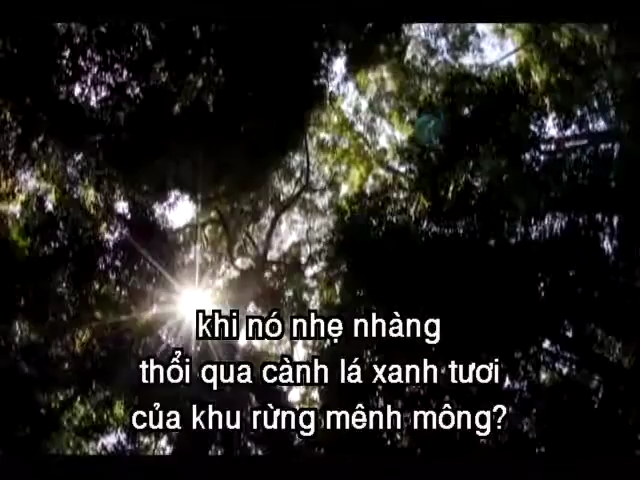 khi nó nhẹ nhàng
thổi qua cành lá xanh tươi
của khu rừng mênh mông?